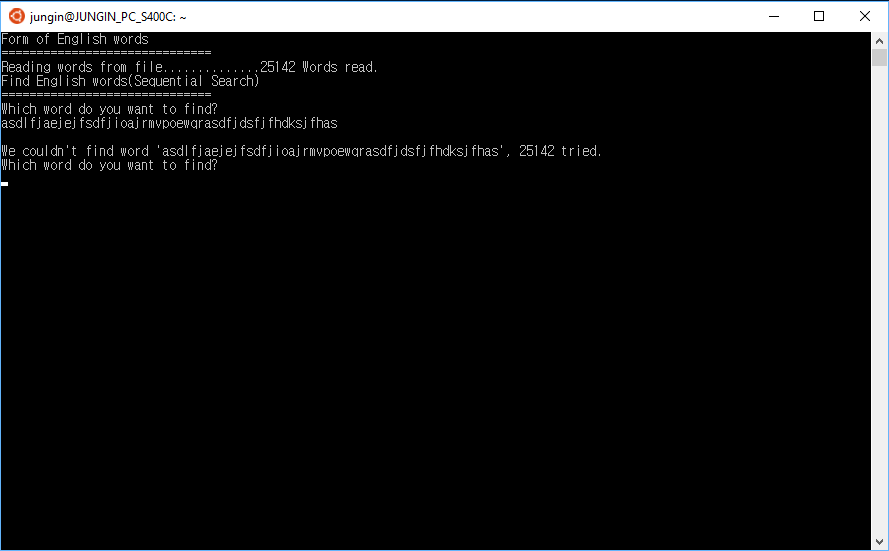 jungin@JUNGIN_PC_S400C: ~
Form of English words
==============================
Reading words from file..............25142 Words read.
Find English words(Sequential Search)
==============================
Which word do you want to find?
asdlfjaejejfsdfjioajrmvpoewqrasdfjdsfjfhdksjfhas
We couldn't find word 'asdlfjaejejfsdfjioajrmvpoewqrasdfjdsfjfhdksjfhas', 25142 tried.
Which word do you want to find?